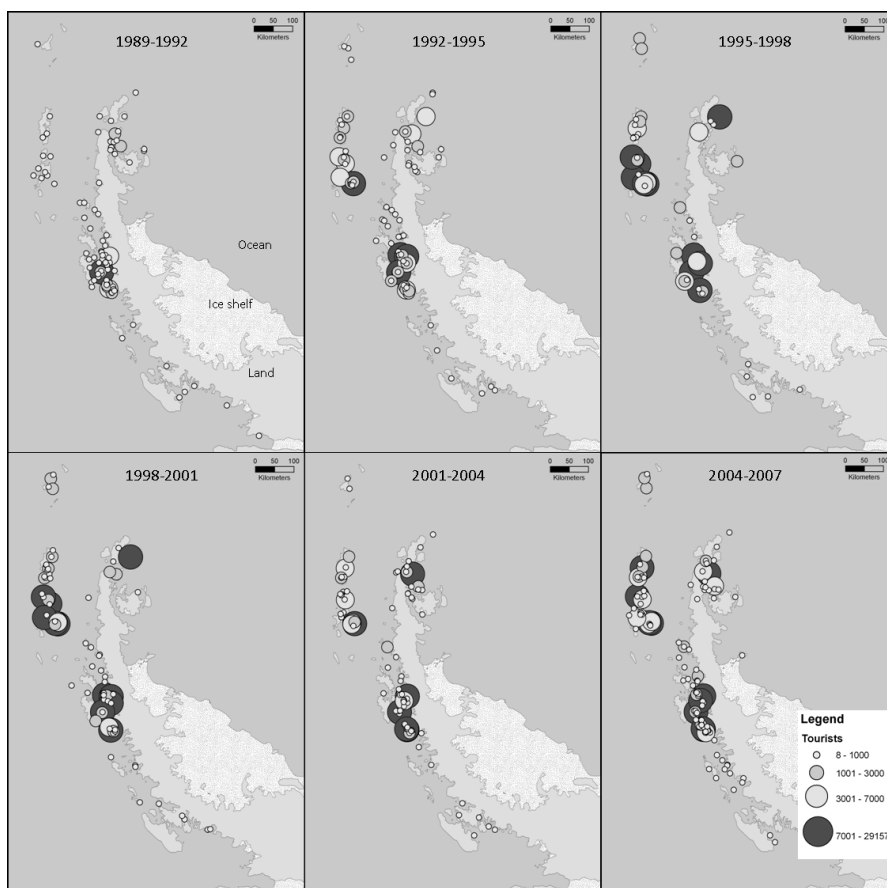 1989-1992
0 50 100
Kilometers
Ocean
Ice shelf
Land
1992-1995
0 50 100
Kilometers
1995-1998
0 50 100
Kilometers
1998-2001
0 50 100
Kilometers
2001-2004
0 50 100
Kilometers
2004-2007
0 50 100
Kilometers
Legend
Tourists
8 - 1000
1001 - 3000
3001 - 7000
7001 - 29157